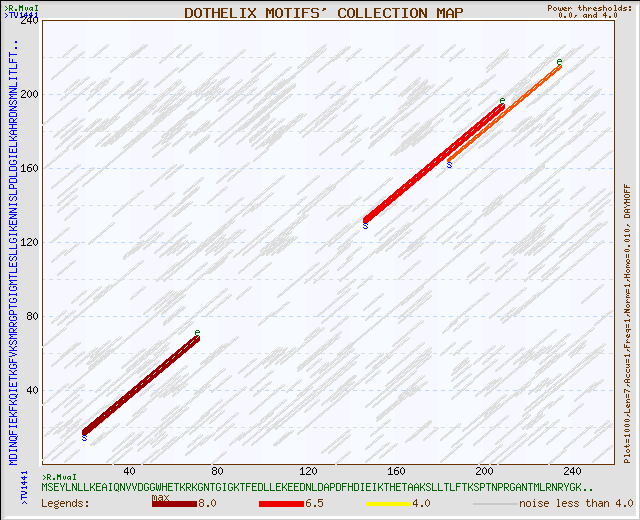 >R.MvaI
>TV1441
DOTHELIX MOTIFS' COLLECTION MAP
Power thresholds:
0.0, and 4.0
240
200
160
120
80
40
e
e
s
s
e
s
MDINQFIEKFKQIETKGFVKSMRRGPTGIGMTLESLLGIKENNISLPDLDGIELKAHRDNSMNLITLFT..
>TV1441
Plot=1000,Len=7,Accu=1,Freq=1,Norm=1,Homo=0.010, DAYHOFF
40
80
120
160
200
240
>R.MvaI
MSEYLNLLKEAIQNVVDGGWHETKRKGNTGIGKTFEDLLEKEEDNLDAPDFHDIEIKTHETAAKSLLTLFTKSPTNPRGANTMLRNRYGK..
Legends:
max
8.0
6.5
4.0
noise less than 4.0